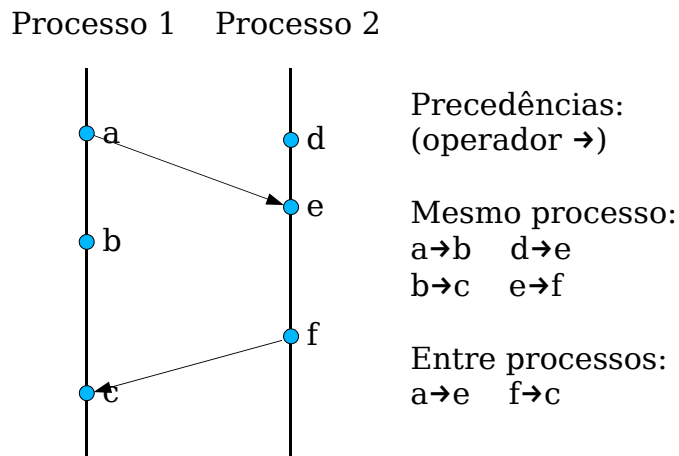 Processo 1 Processo 2
a
d
e
b
f
c
Precedências:
(operador →)
Mesmo processo:
a→b d→e
b→c e→f
Entre processos:
a→e f→c